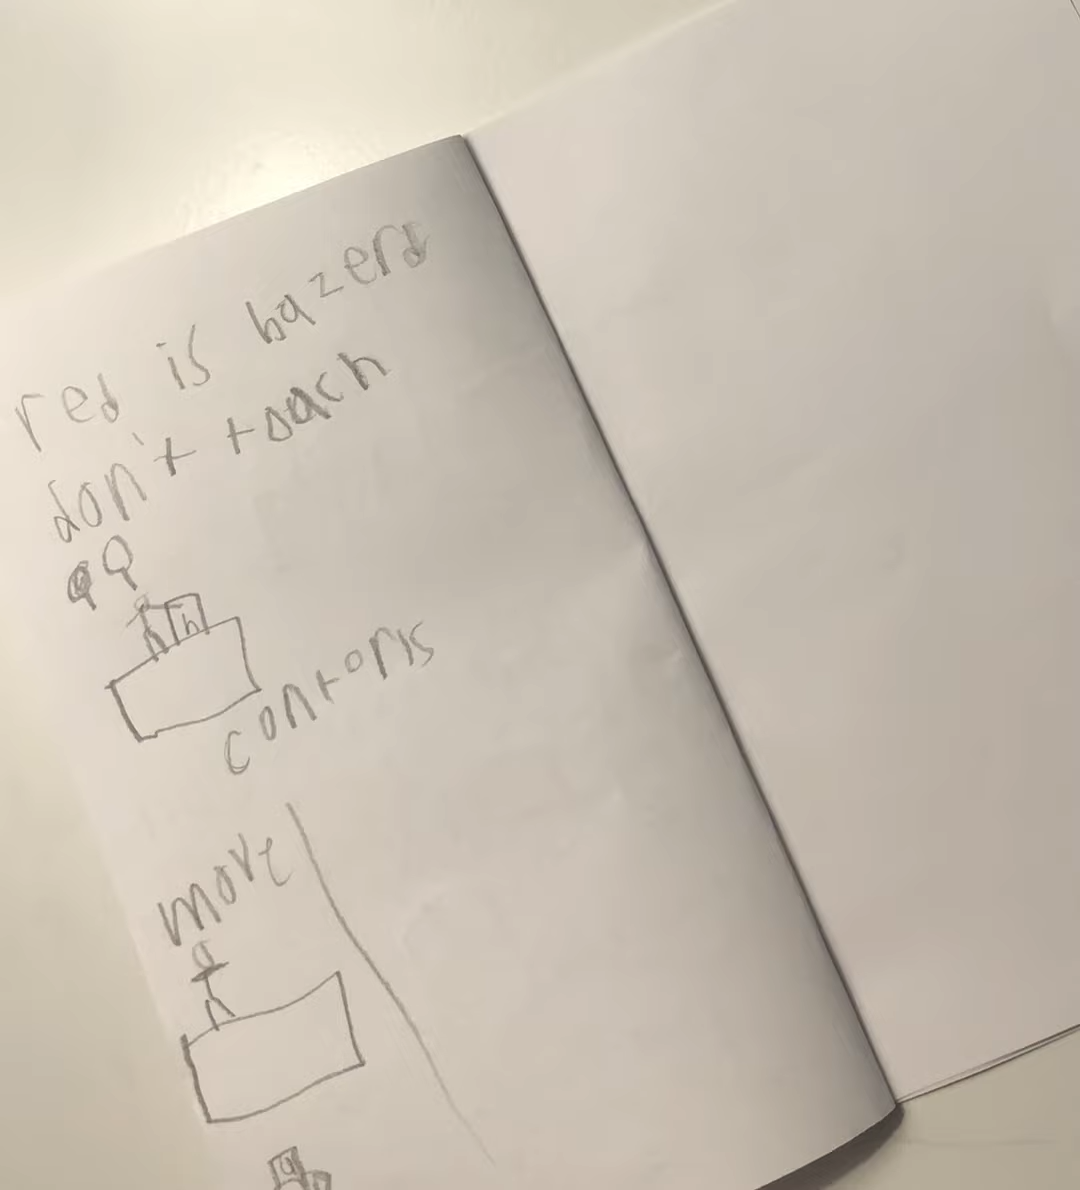 red is hazerd
don't toach
h
contorls
move
a